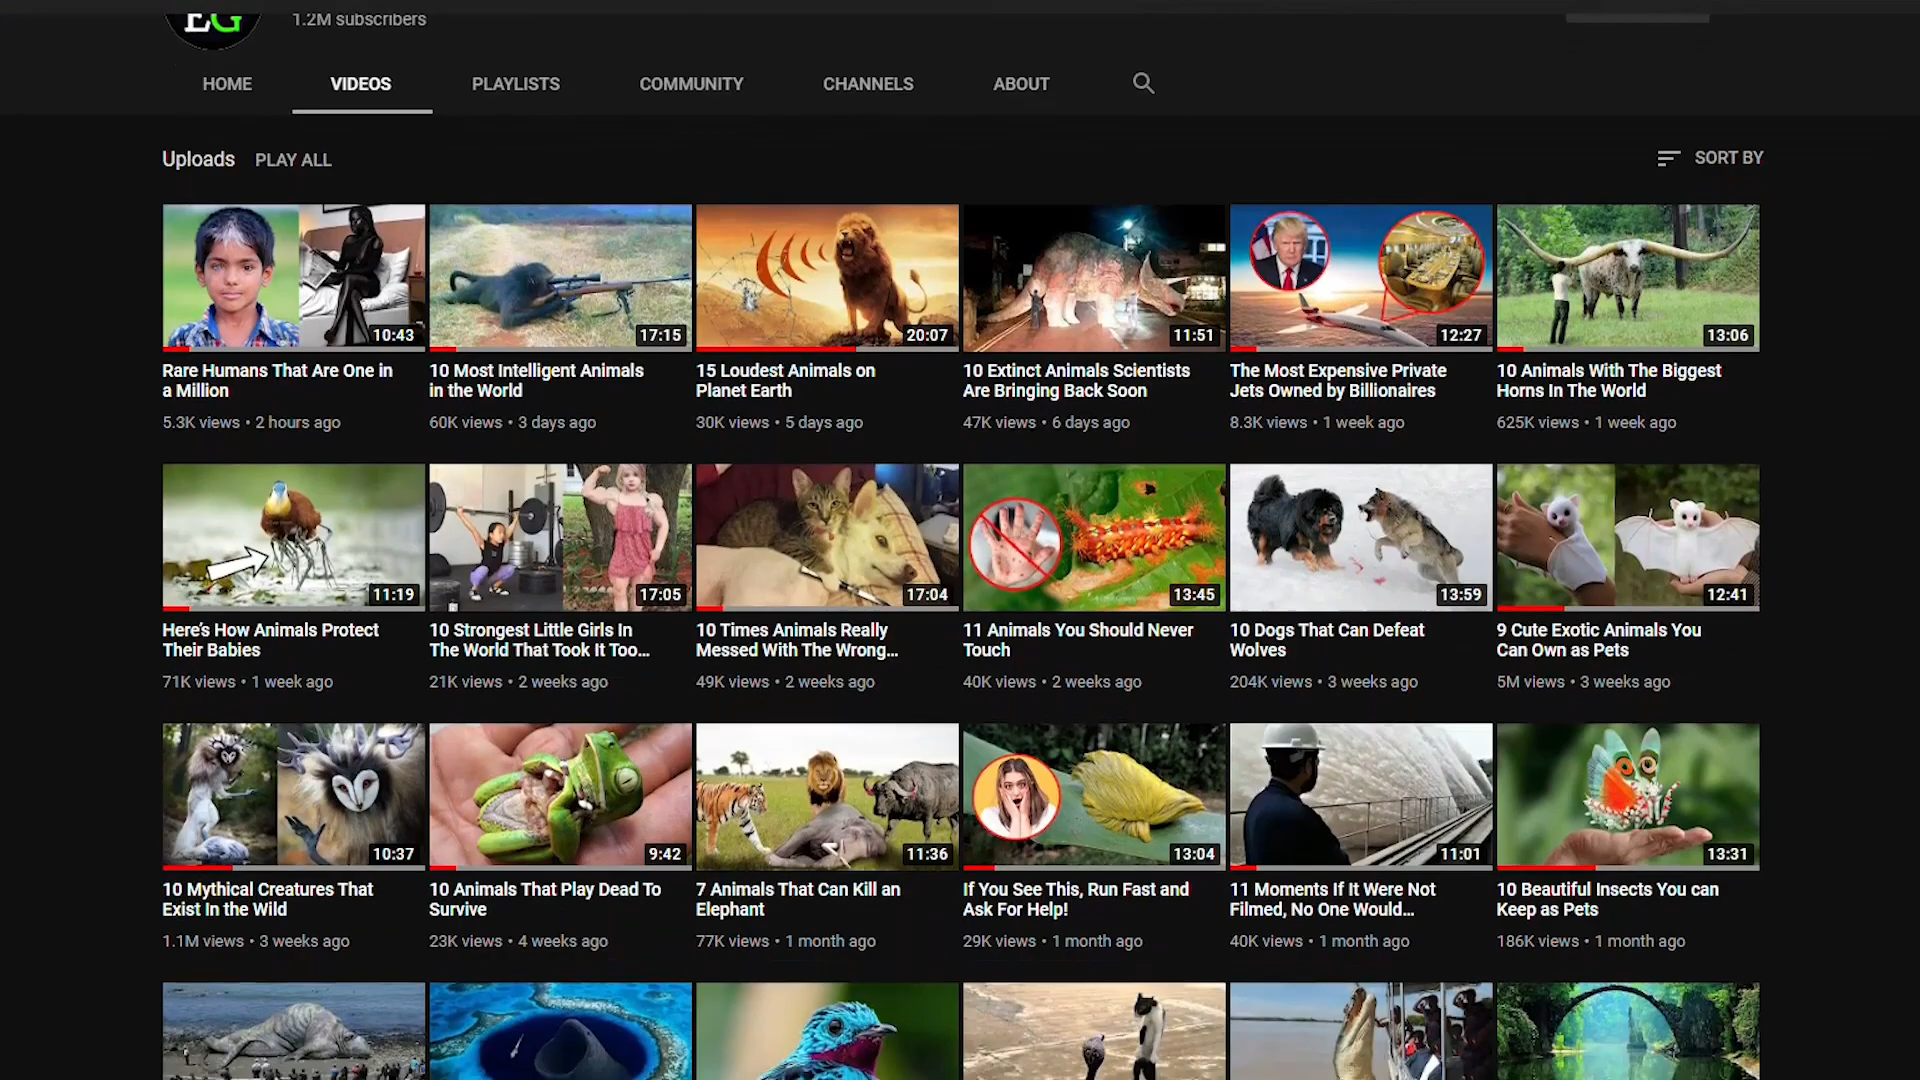 EG
1.2M subscribers
HOME VIDEOS PLAYLISTS COMMUNITY CHANNELS ABOUT
Uploads PLAY ALL SORT BY
10:43 17:15 20:07 11:51 12:27 13:06
Rare Humans That Are One in
a Million
5.3K views • 2 hours ago
10 Most Intelligent Animals
in the World
60K views • 3 days ago
15 Loudest Animals on
Planet Earth
30K views • 5 days ago
10 Extinct Animals Scientists
Are Bringing Back Soon
47K views • 6 days ago
The Most Expensive Private
Jets Owned by Billionaires
8.3K views • 1 week ago
10 Animals With The Biggest
Horns In The World
625K views • 1 week ago
11:19 17:05 17:04 13:45 13:59 12:41
Here’s How Animals Protect
Their Babies
71K views • 1 week ago
10 Strongest Little Girls In
The World That Took It Too...
21K views • 2 weeks ago
10 Times Animals Really
Messed With The Wrong...
49K views • 2 weeks ago
11 Animals You Should Never
Touch
40K views • 2 weeks ago
10 Dogs That Can Defeat
Wolves
204K views • 3 weeks ago
9 Cute Exotic Animals You
Can Own as Pets
5M views • 3 weeks ago
10:37 9:42 11:36 13:04 11:01 13:31
10 Mythical Creatures That
Exist In the Wild
1.1M views • 3 weeks ago
10 Animals That Play Dead To
Survive
23K views • 4 weeks ago
7 Animals That Can Kill an
Elephant
77K views • 1 month ago
If You See This, Run Fast and
Ask For Help!
29K views • 1 month ago
11 Moments If It Were Not
Filmed, No One Would...
40K views • 1 month ago
10 Beautiful Insects You can
Keep as Pets
186K views • 1 month ago